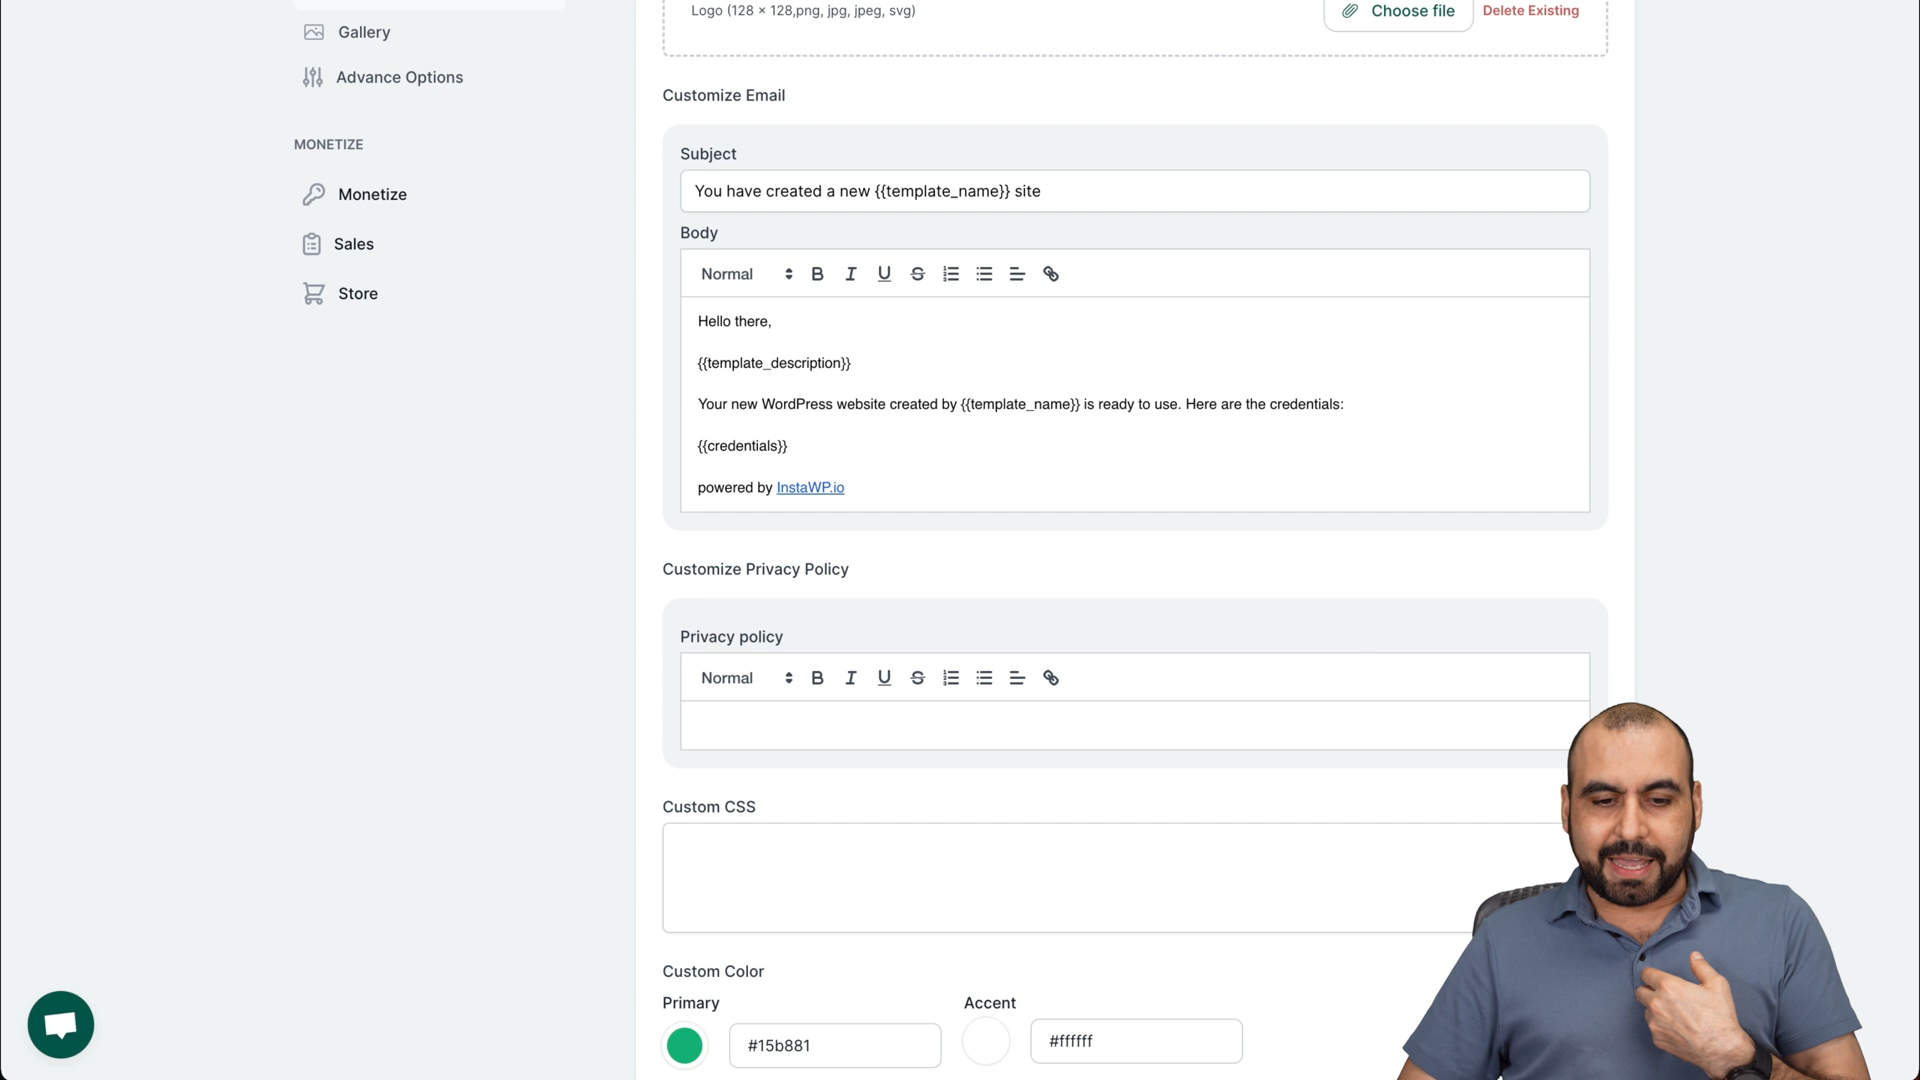 Logo (128 × 128,png, jpg, jpeg, svg)
Choose file
Delete Existing
Gallery
Advance Options
MONETIZE
Monetize
Sales
Store
Customize Email
Subject
You have created a new {{template_name}} site
Body
Normal
Hello there,
{{template_description}}
Your new WordPress website created by {{template_name}} is ready to use. Here are the credentials:
{{credentials}}
powered by InstaWP.io
Customize Privacy Policy
Privacy policy
Normal
Custom CSS
Custom Color
Primary
Accent
#15b881
#ffffff